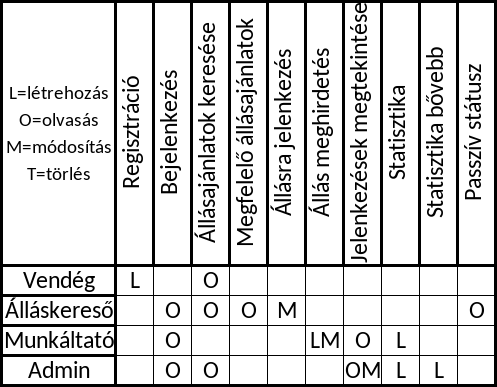 L=létrehozás
O=olvasás
M=módosítás
T=törlés
Regisztráció
Bejelenkezés
Állásajánlatok keresése
Megfelelő állásajánlatok
Állásra jelenkezés
Állás meghirdetés
Jelenkezések megtekintése
Statisztika
Statisztika bővebb
Passzív státusz
Vendég L O
Álláskereső O O O M O
Munkáltató O LM O L
Admin O O OM L L